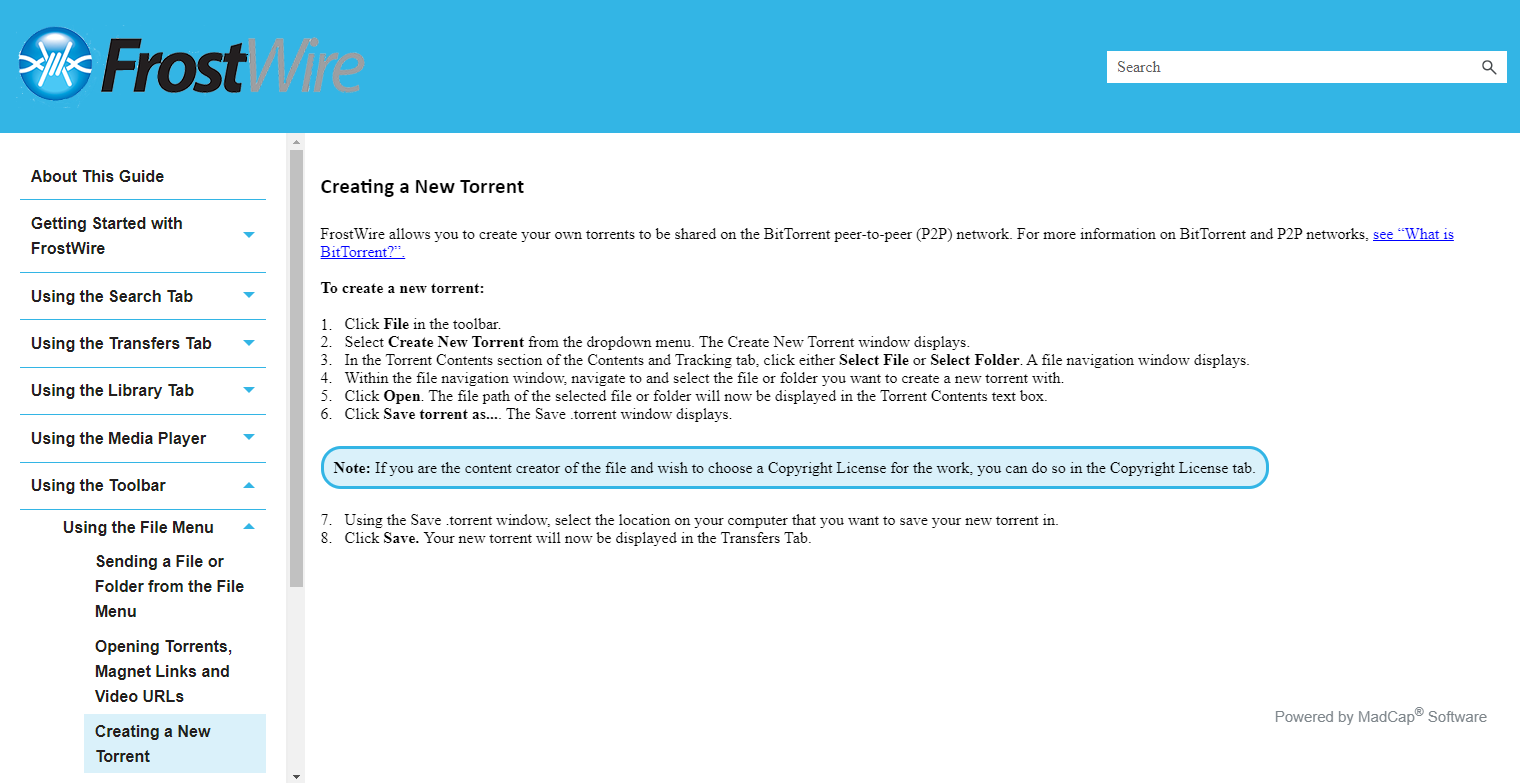 FrostWire
Search
About This Guide
Getting Started with
FrostWire
Using the Search Tab
Using the Transfers Tab
Using the Library Tab
Using the Media Player
Using the Toolbar
Using the File Menu
Sending a File or
Folder from the File
Menu
Opening Torrents,
Magnet Links and
Video URLs
Creating a New
Torrent
Creating a New Torrent
FrostWire allows you to create your own torrents to be shared on the BitTorrent peer-to-peer (P2P) network. For more information on BitTorrent and P2P networks, see “What is
BitTorrent?”.
To create a new torrent:
1. Click File in the toolbar.
2. Select Create New Torrent from the dropdown menu. The Create New Torrent window displays.
3. In the Torrent Contents section of the Contents and Tracking tab, click either Select File or Select Folder. A file navigation window displays.
4. Within the file navigation window, navigate to and select the file or folder you want to create a new torrent with.
5. Click Open. The file path of the selected file or folder will now be displayed in the Torrent Contents text box.
6. Click Save torrent as.... The Save .torrent window displays.
Note: If you are the content creator of the file and wish to choose a Copyright License for the work, you can do so in the Copyright License tab.
7. Using the Save .torrent window, select the location on your computer that you want to save your new torrent in.
8. Click Save. Your new torrent will now be displayed in the Transfers Tab.
Powered by MadCap® Software